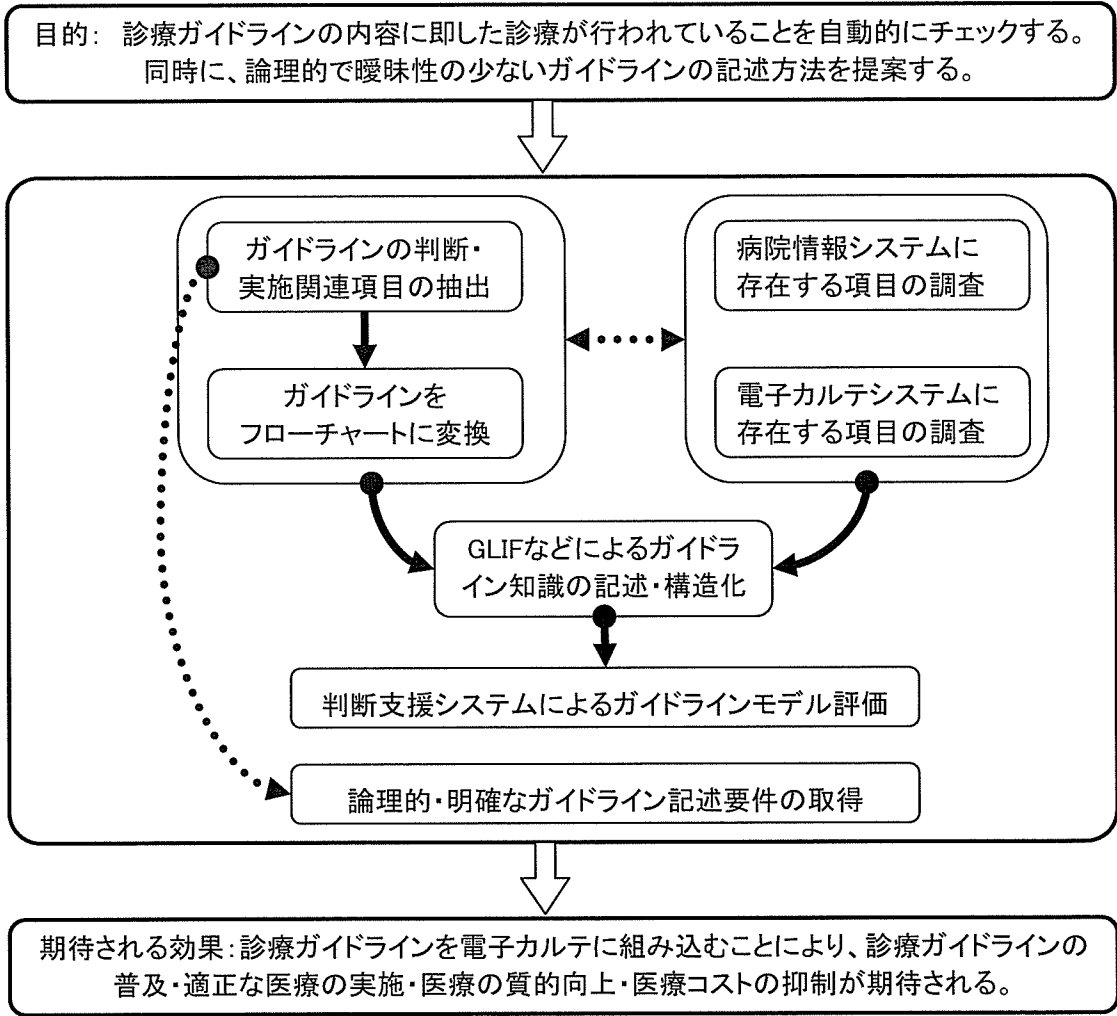 目的: 診療ガイドラインの内容に即した診療が行われていることを自動的にチェックする。
同時に、論理的で曖昧性の少ないガイドラインの記述方法を提案する。
ガイドラインの判断・
実施関連項目の抽出
ガイドラインを
フローチャートに変換
病院情報システムに
存在する項目の調査
電子カルテシステムに
存在する項目の調査
GLIFなどによるガイドラ
イン知識の記述・構造化
判断支援システムによるガイドラインモデル評価
論理的・明確なガイドライン記述要件の取得
期待される効果:診療ガイドラインを電子カルテに組み込むことにより、診療ガイドラインの
普及・適正な医療の実施・医療の質的向上・医療コストの抑制が期待される。